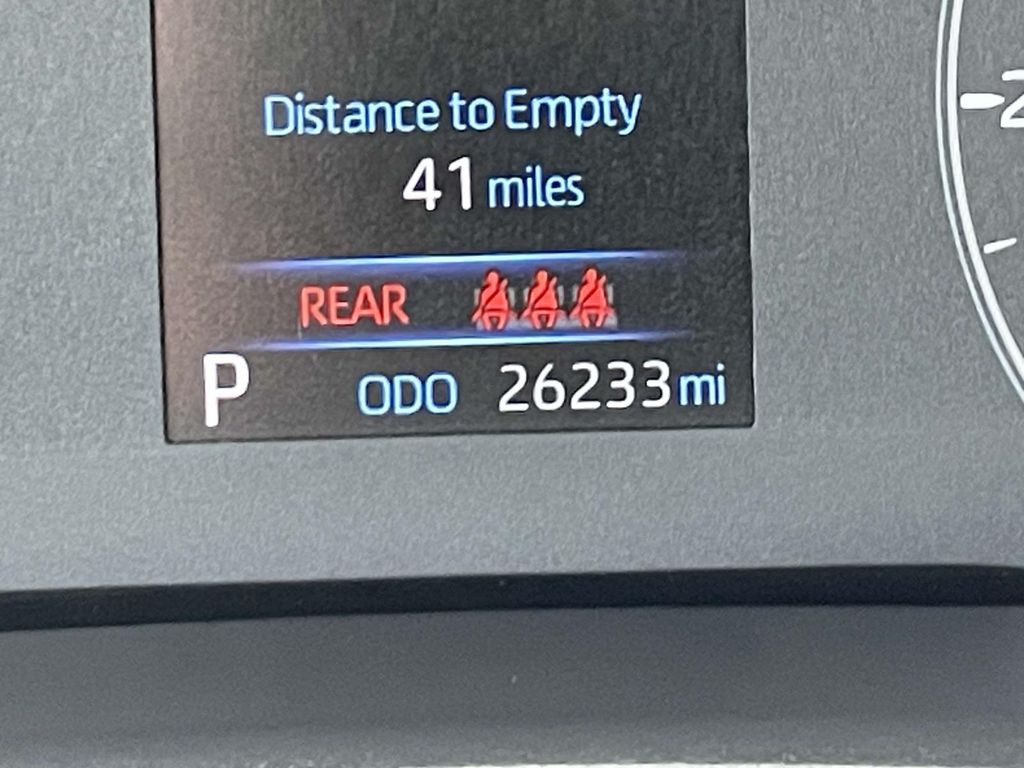 Distance to Empty
41 miles
REAR
P ODO 26233 mi